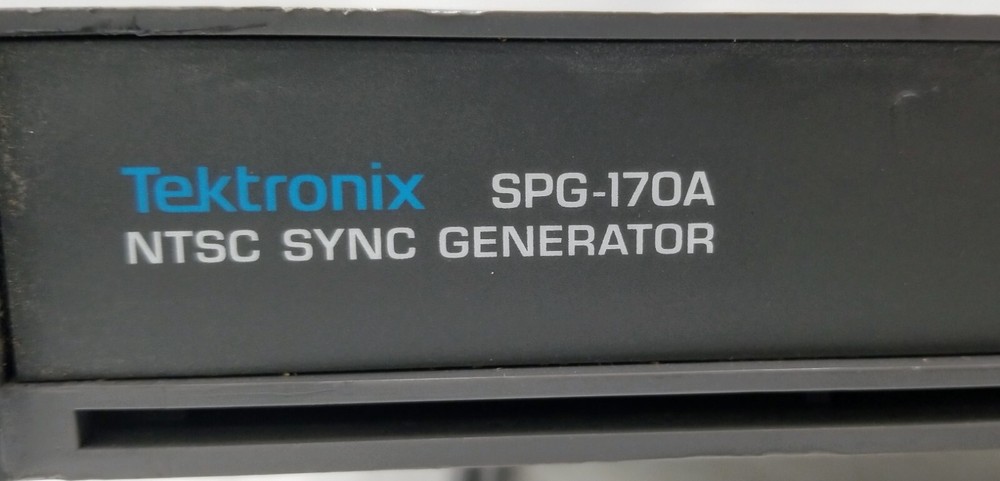 Tektronix SPG-170A
NTSC SYNC GENERATOR